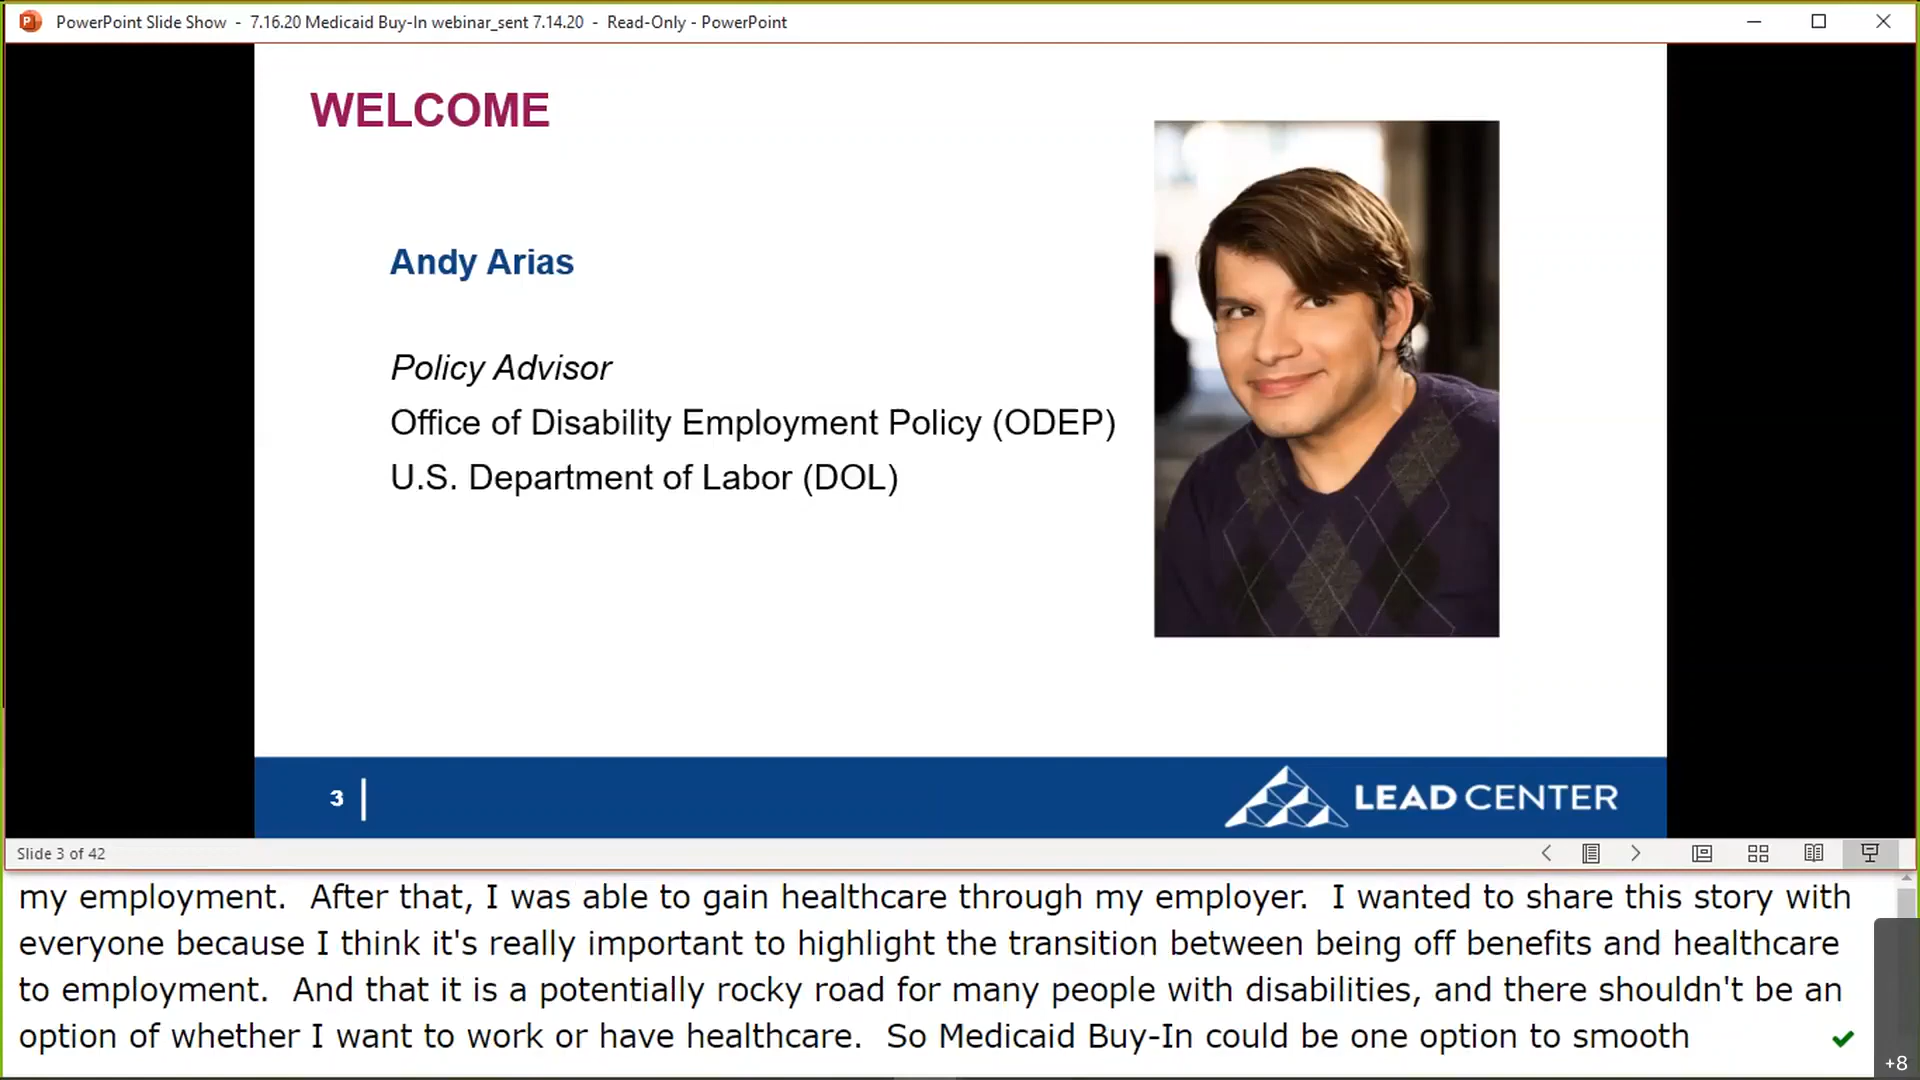 PowerPoint Slide Show - 7.16.20 Medicaid Buy-In webinar_sent 7.14.20 - Read-Only - PowerPoint
WELCOME
Andy Arias
Policy Advisor
Office of Disability Employment Policy (ODEP)
U.S. Department of Labor (DOL)
3
LEAD CENTER
Slide 3 of 42
my employment.  After that, I was able to gain healthcare through my employer.  I wanted to share this story with
everyone because I think it's really important to highlight the transition between being off benefits and healthcare
to employment.  And that it is a potentially rocky road for many people with disabilities, and there shouldn't be an
option of whether I want to work or have healthcare.  So Medicaid Buy-In could be one option to smooth
+8